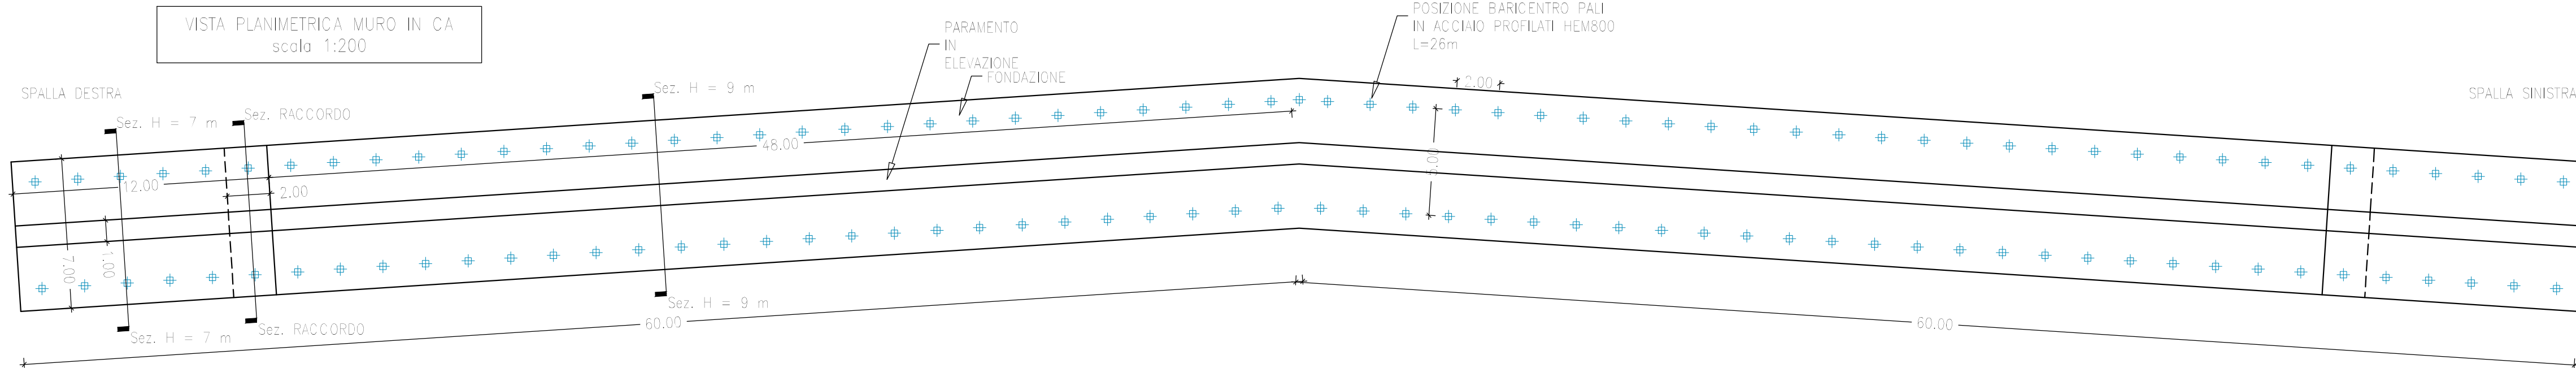 VISTA PLANIMETRICA MURO IN CA
scala 1:200
SPALLA DESTRA
Sez. H = 7 m
Sez. RACCORDO
Sez. H = 9 m
PARAMENTO
IN
ELEVAZIONE
FONDAZIONE
POSIZIONE BARICENTRO PALI
IN ACCIAIO PROFILATI HEM800
L=26m
2.00
SPALLA SINISTRA
48.00
12.00
2.00
5.00
7.00
1.00
Sez. H = 9 m
Sez. RACCORDO
Sez. H = 7 m
60.00
60.00